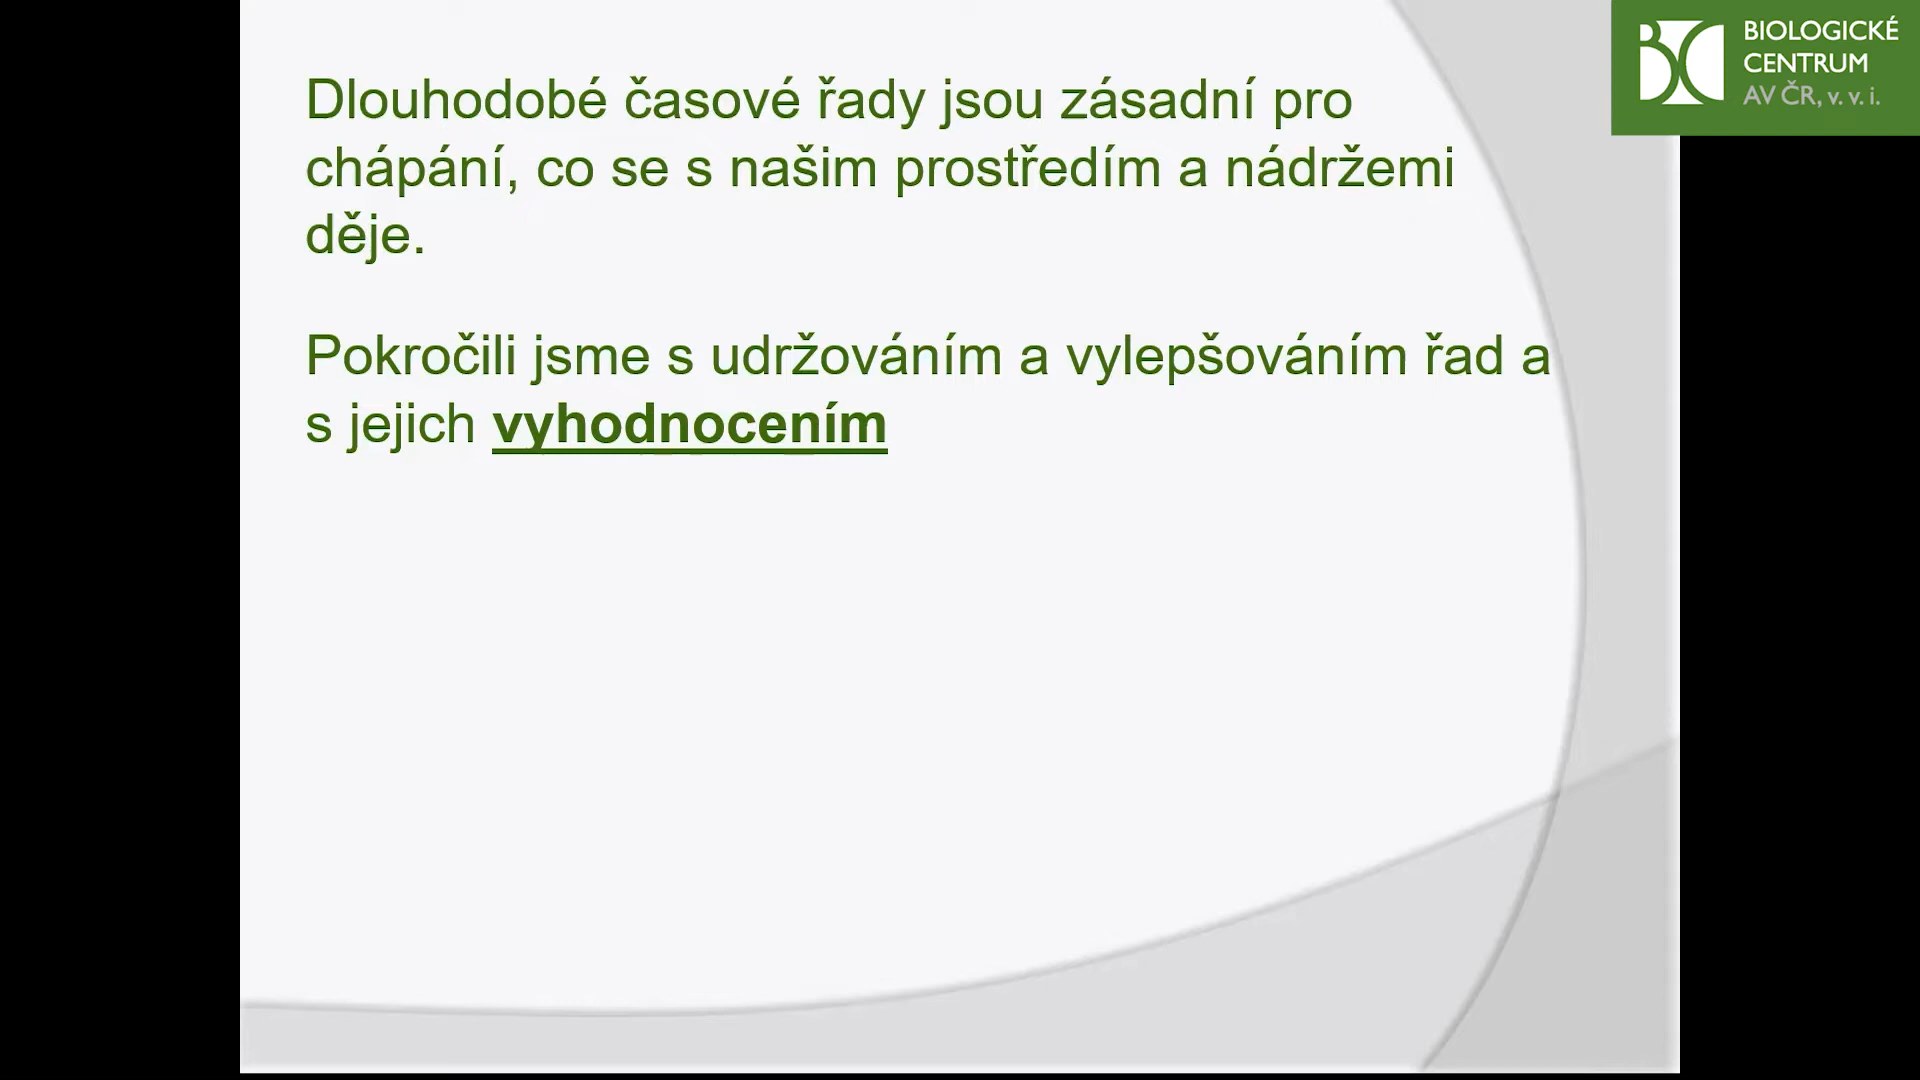 Dlouhodobé časové řady jsou zásadní pro
chápání, co se s našim prostředím a nádržemi
děje.
Pokročili jsme s udržováním a vylepšováním řad a
s jejich vyhodnocením
BIOLOGICKÉ
CENTRUM
AV ČR, v. v. i.